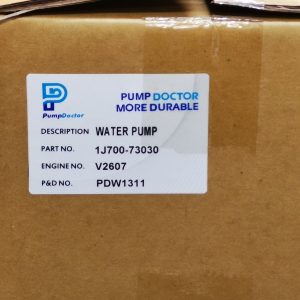 PUMP DOCTOR
MORE DURABLE
PumpDoctor
DESCRIPTION WATER PUMP
PART NO. 1J700-73030
ENGINE NO. V2607
P&D NO. PDW1311